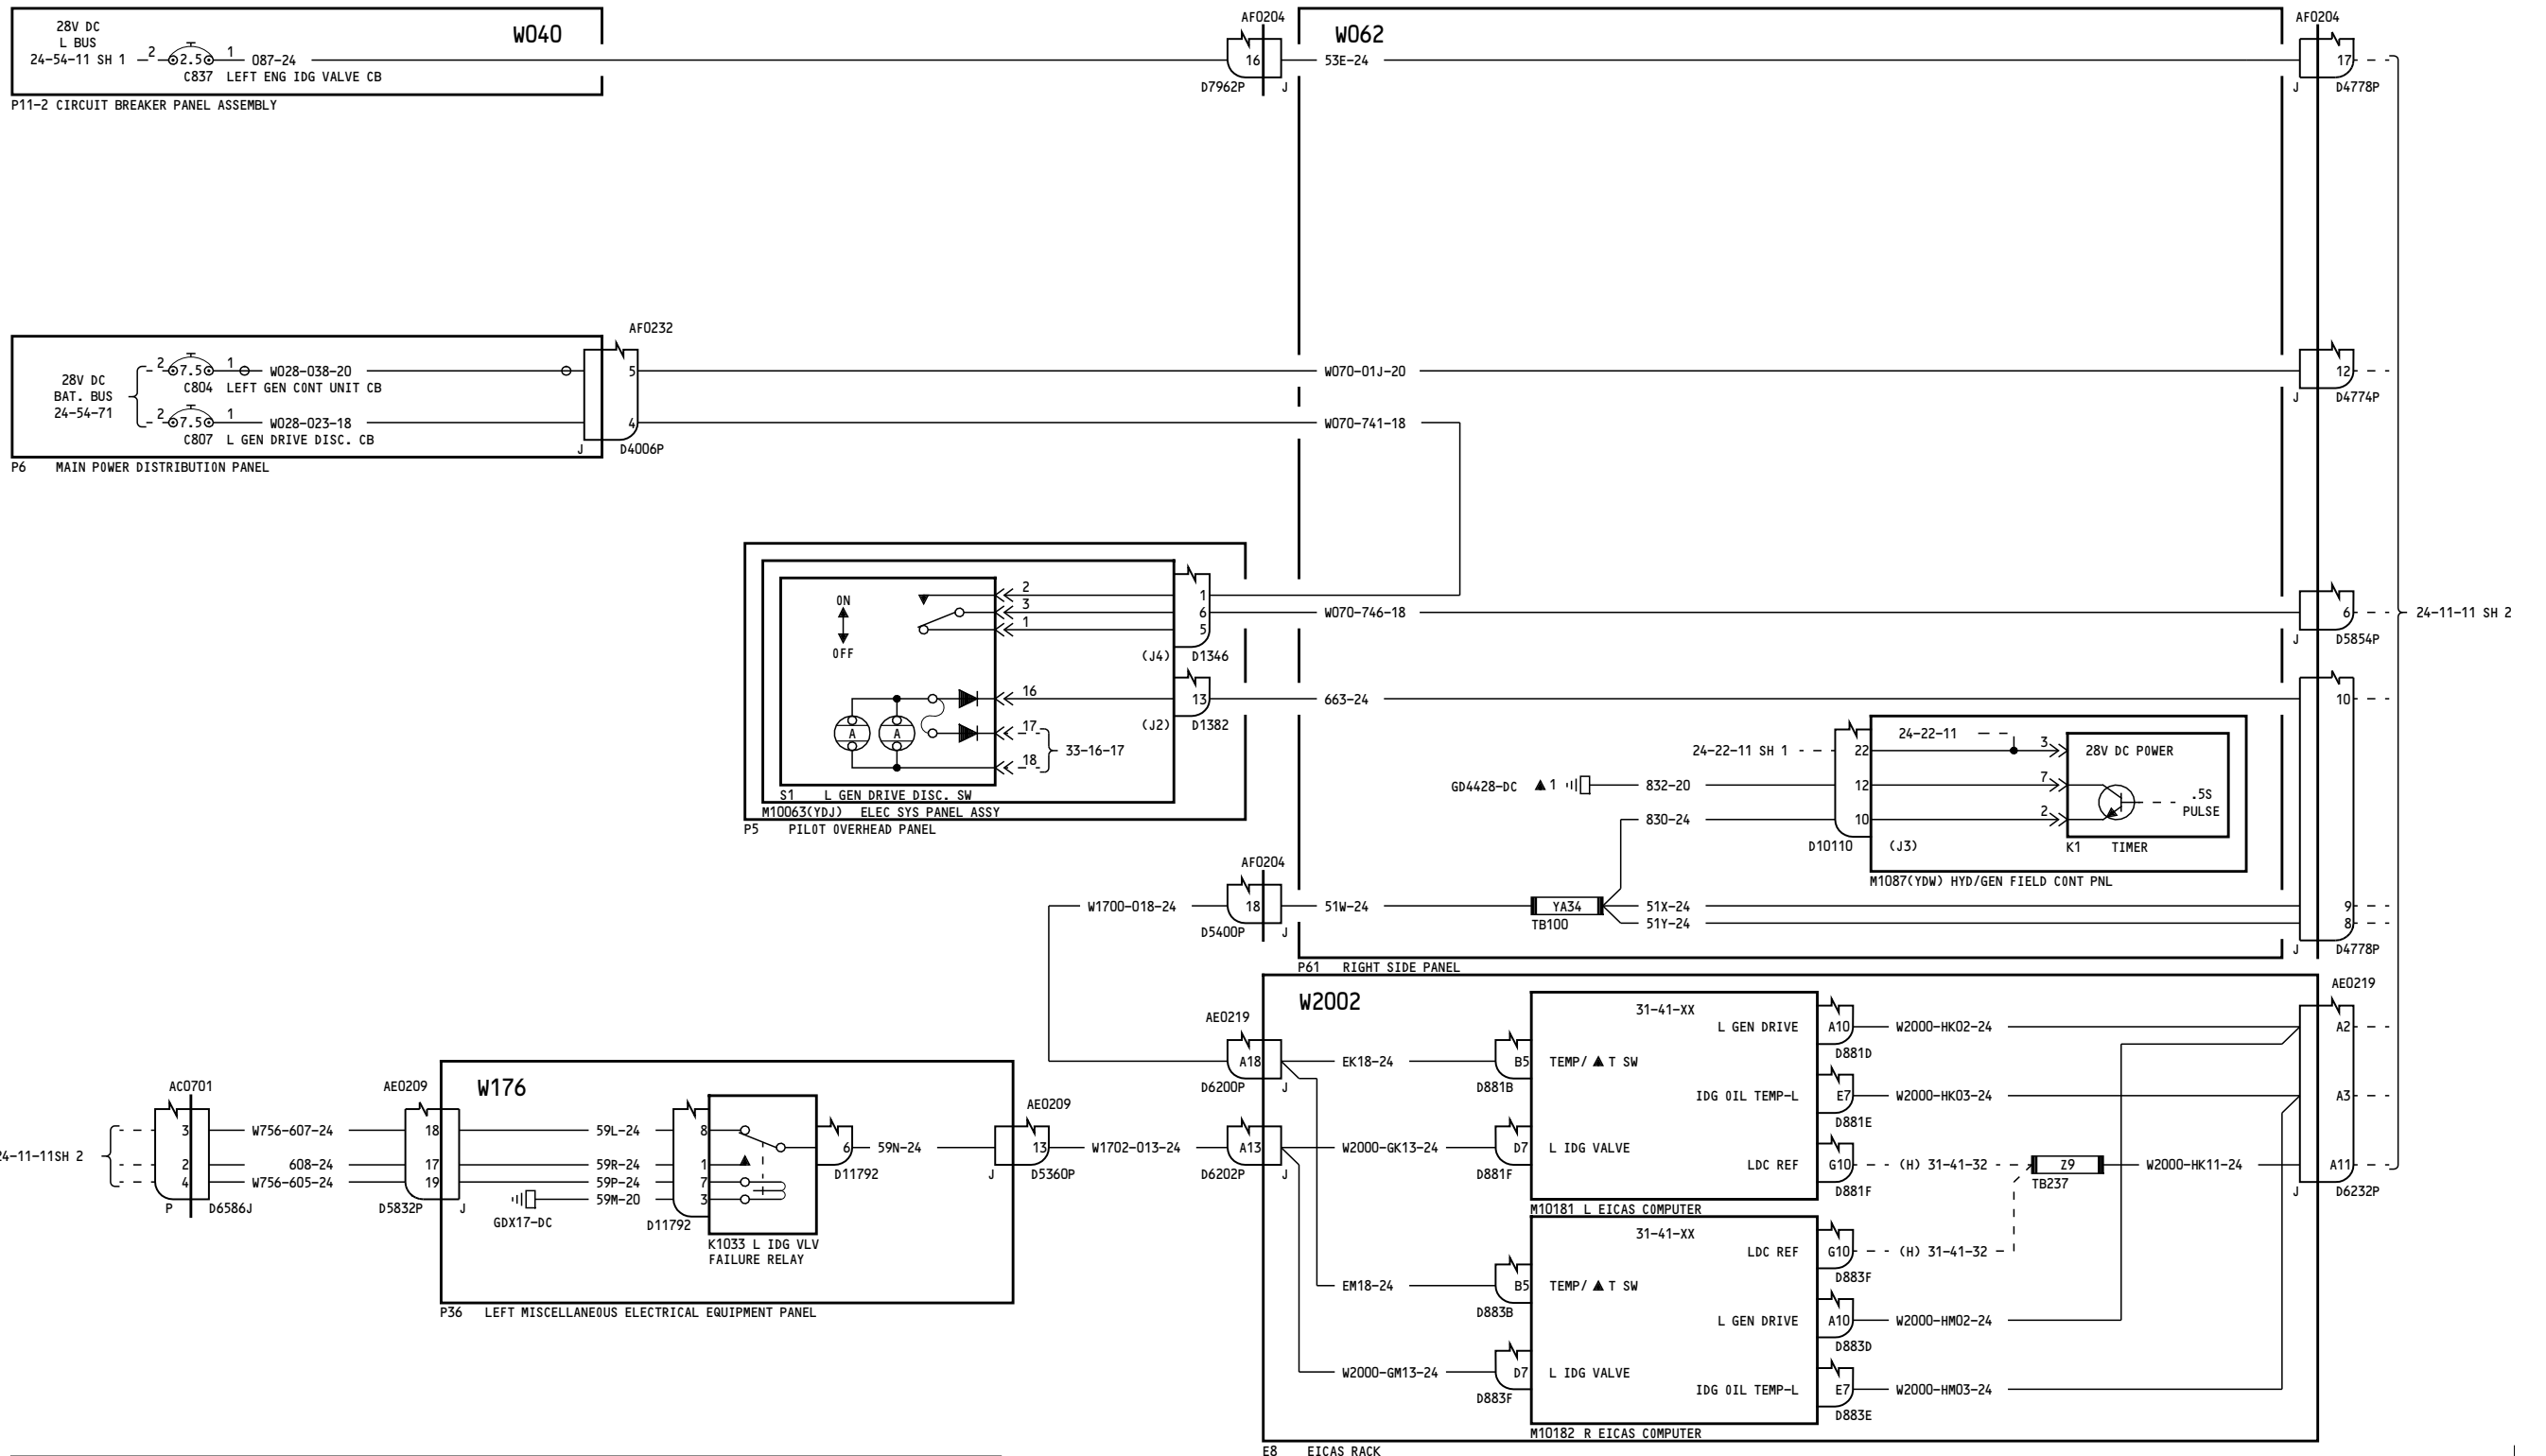 28V DC
L BUS
24-54-11 SH 1
2
2.5
1
087-24
C837 LEFT ENG IDG VALVE CB
W040
P11-2 CIRCUIT BREAKER PANEL ASSEMBLY
AF0204
16
D7962P
J
W062
53E-24
AF0204
17
J
D4778P
28V DC
BAT. BUS
24-54-71
2
7.5
1
W028-038-20
C804 LEFT GEN CONT UNIT CB
2
7.5
1
W028-023-18
C807 L GEN DRIVE DISC. CB
P6 MAIN POWER DISTRIBUTION PANEL
AF0232
5
4
J
D4006P
W070-01J-20
12
J
D4774P
W070-741-18
ON
OFF
2
3
1
1
6
5
(J4)
D1346
W070-746-18
6
J
D5854P
24-11-11 SH 2
A
A
16
17
18
33-16-17
13
(J2)
D1382
663-24
10
S1 L GEN DRIVE DISC. SW
M10063(YDJ) ELEC SYS PANEL ASSY
P5 PILOT OVERHEAD PANEL
24-22-11 SH 1
22
24-22-11
3
28V DC POWER
GD4428-DC ▲1
832-20
12
7
.5S
PULSE
830-24
10
2
D10110
(J3)
K1 TIMER
M1087(YDW) HYD/GEN FIELD CONT PNL
W1700-018-24
AF0204
18
D5400P
J
51W-24
YA34
TB100
51X-24
51Y-24
9
8
J
D4778P
P61 RIGHT SIDE PANEL
W2002
AE0219
A18
D6200P
J
EK18-24
B5
D881B
TEMP/▲T SW
31-41-XX
L GEN DRIVE
A10
D881D
W2000-HK02-24
AE0219
A2
IDG OIL TEMP-L
E7
D881E
W2000-HK03-24
A3
A13
D6202P
J
W2000-GK13-24
D7
D881F
L IDG VALVE
LDC REF
G10
D881F
(H) 31-41-32
Z9
TB237
W2000-HK11-24
A11
J
D6232P
M10181 L EICAS COMPUTER
31-41-XX
LDC REF
G10
D883F
(H) 31-41-32
EM18-24
B5
D883B
TEMP/▲T SW
L GEN DRIVE
A10
D883D
W2000-HM02-24
W2000-GM13-24
D7
D883F
L IDG VALVE
IDG OIL TEMP-L
E7
D883E
W2000-HM03-24
M10182 R EICAS COMPUTER
E8 EICAS RACK
24-11-11SH 2
AC0701
3
2
4
P
D6586J
W756-607-24
608-24
W756-605-24
AE0209
18
17
19
D5832P
J
W176
59L-24
59R-24
59P-24
59M-20
GDX17-DC
8
1
7
3
D11792
6
D11792
K1033 L IDG VLV
FAILURE RELAY
59N-24
AE0209
13
J
D5360P
W1702-013-24
P36 LEFT MISCELLANEOUS ELECTRICAL EQUIPMENT PANEL